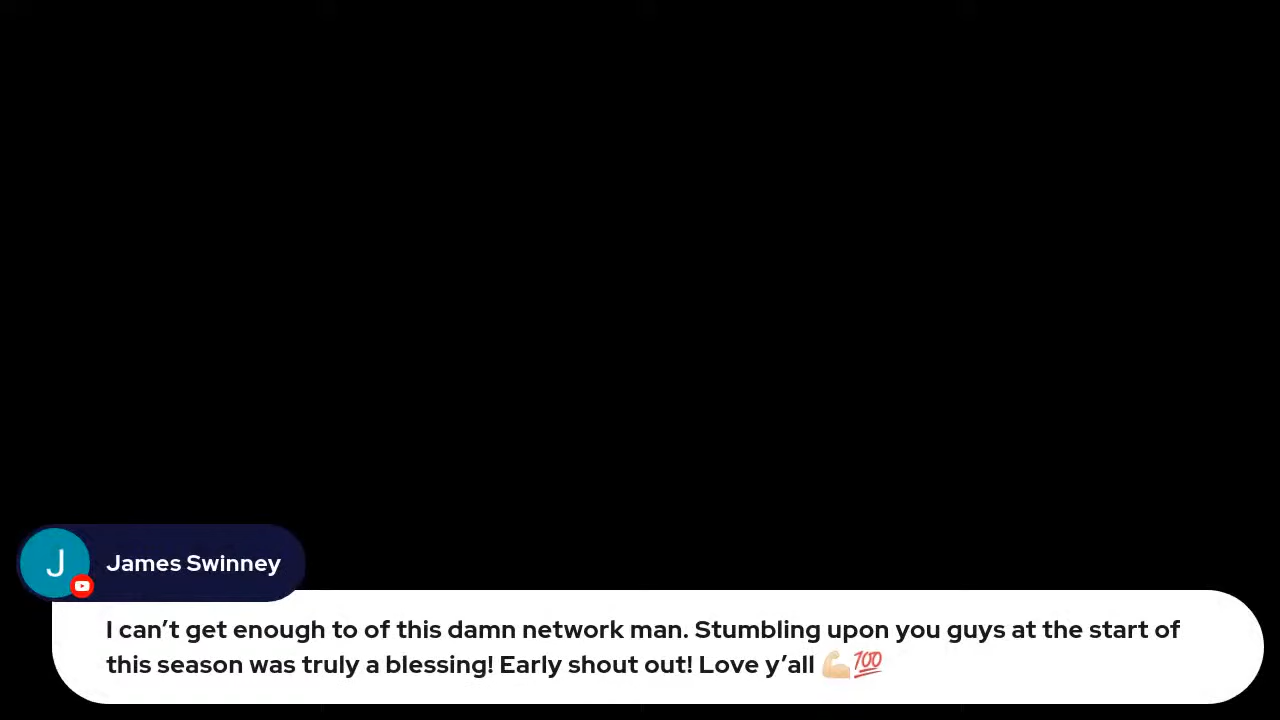 J
James Swinney
I can’t get enough to of this damn network man. Stumbling upon you guys at the start of
this season was truly a blessing! Early shout out! Love y’all 💪🏼💯